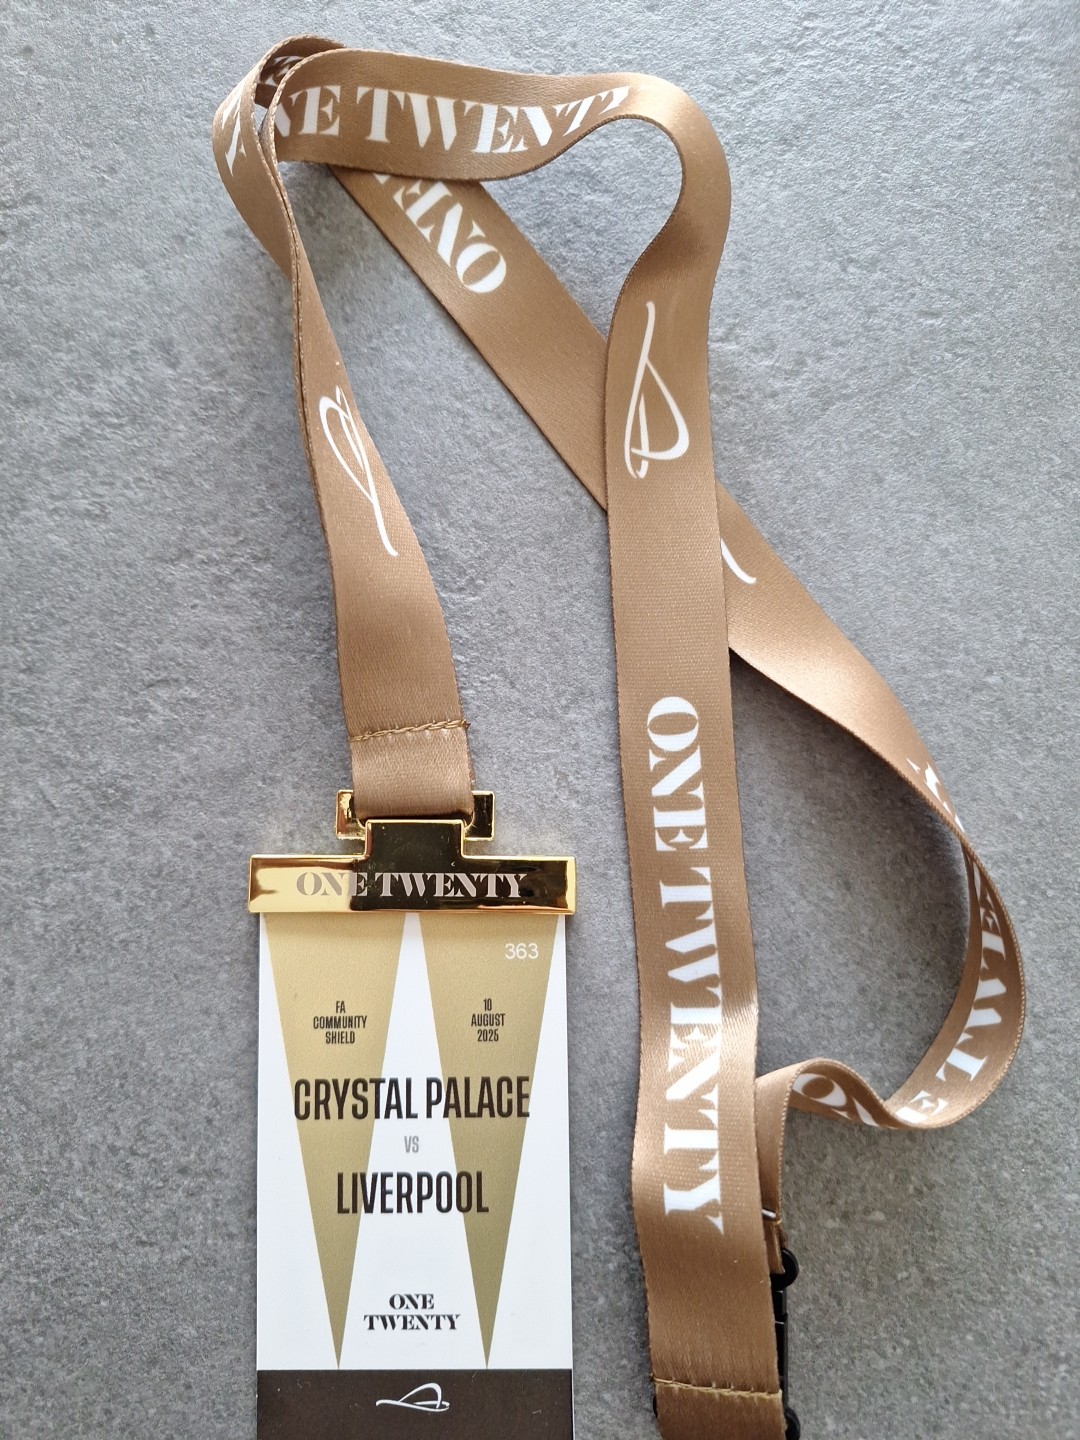 ONE TWENTY
ONE
ONE TWENTY
ONE TWENTY
363
FA
COMMUNITY
SHIELD
10
AUGUST
2025
CRYSTAL PALACE
VS
LIVERPOOL
ONE
TWENTY